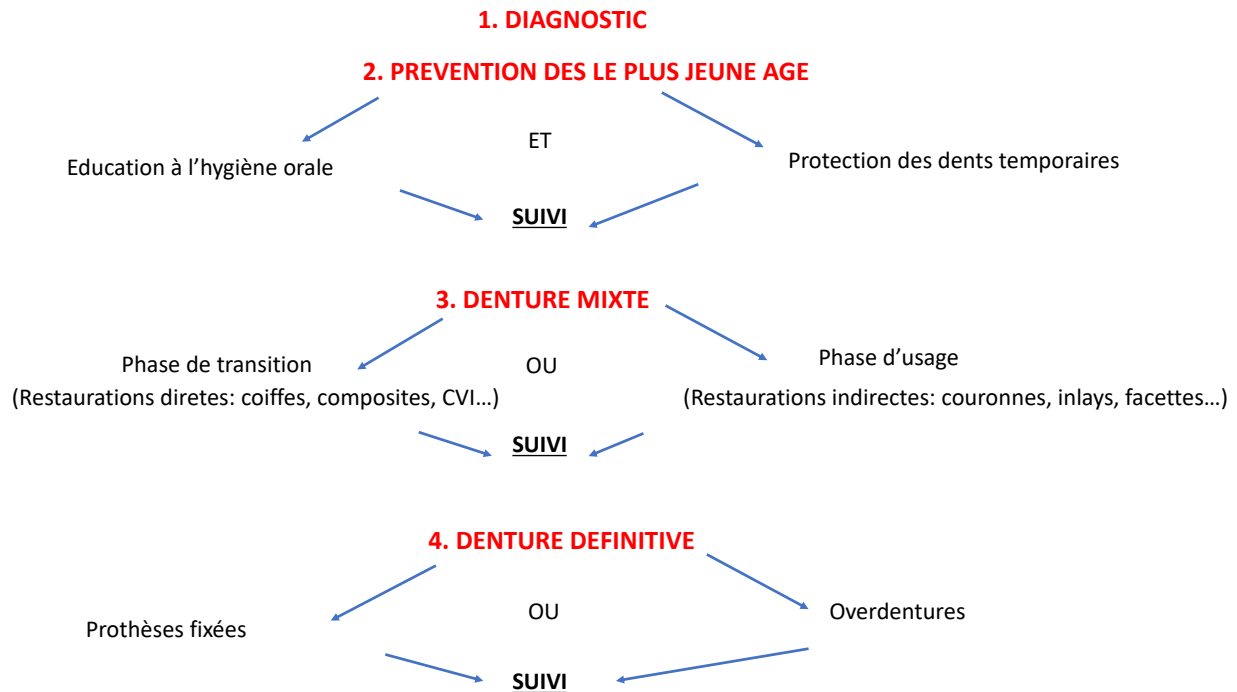 1. DIAGNOSTIC
2. PREVENTION DES LE PLUS JEUNE AGE
ET
Education à l’hygiène orale
Protection des dents temporaires
SUIVI
3. DENTURE MIXTE
Phase de transition
(Restaurations diretes: coiffes, composites, CVI…)
OU
Phase d’usage
(Restaurations indirectes: couronnes, inlays, facettes…)
SUIVI
4. DENTURE DEFINITIVE
Prothèses fixées
OU
Overdentures
SUIVI